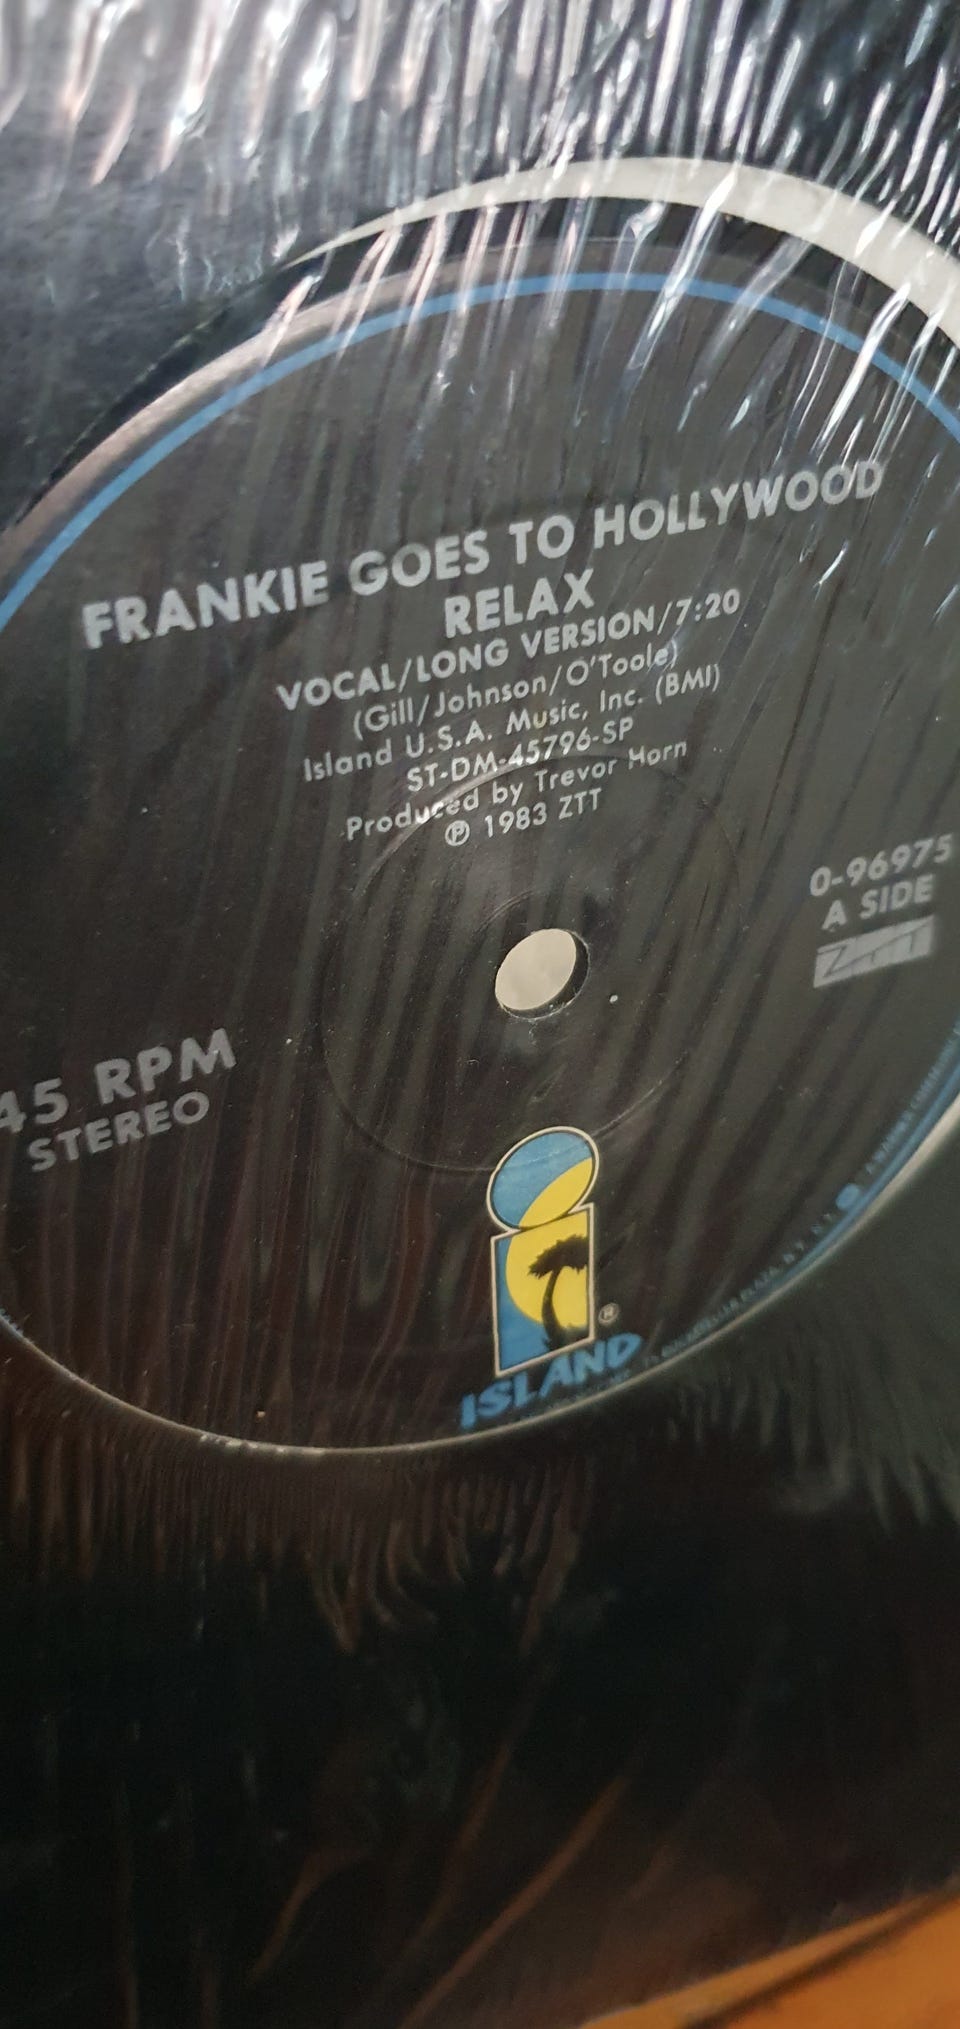 FRANKIE GOES TO HOLLYWOOD
RELAX
VOCAL/LONG VERSION/7:20
(Gill/Johnson/O'Toole)
Island U.S.A. Music, Inc. (BMI)
ST-DM-45796-SP
Produced by Trevor Horn
℗ 1983 ZTT
0-96975
A SIDE
ZTT
45 RPM
STEREO
ISLAND